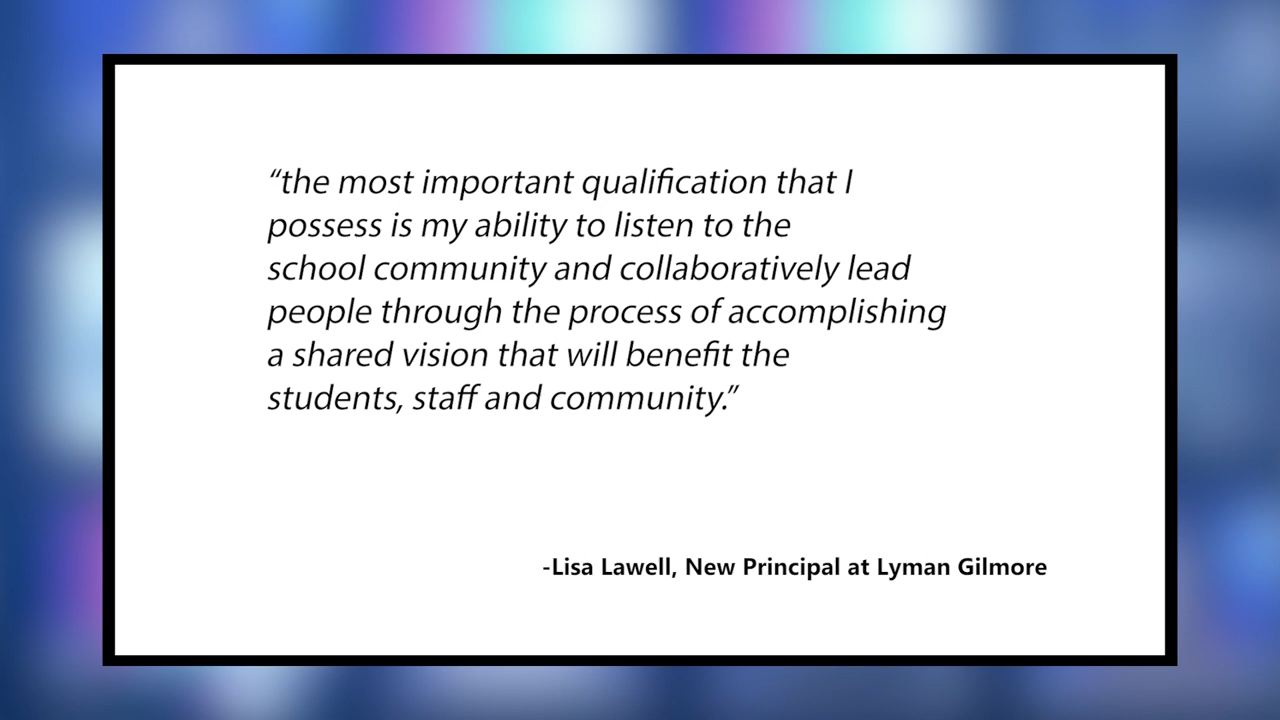 “the most important qualification that I
possess is my ability to listen to the
school community and collaboratively lead
people through the process of accomplishing
a shared vision that will benefit the
students, staff and community.”
-Lisa Lawell, New Principal at Lyman Gilmore